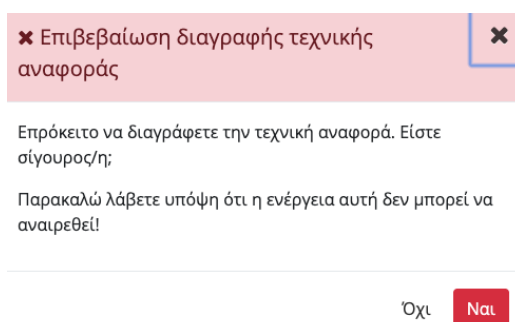 ✖ Επιβεβαίωση διαγραφής τεχνικής
αναφοράς
Επρόκειτο να διαγράφετε την τεχνική αναφορά. Είστε
σίγουρος/η;
Παρακαλώ λάβετε υπόψη ότι η ενέργεια αυτή δεν μπορεί να
αναιρεθεί!
Όχι Ναι